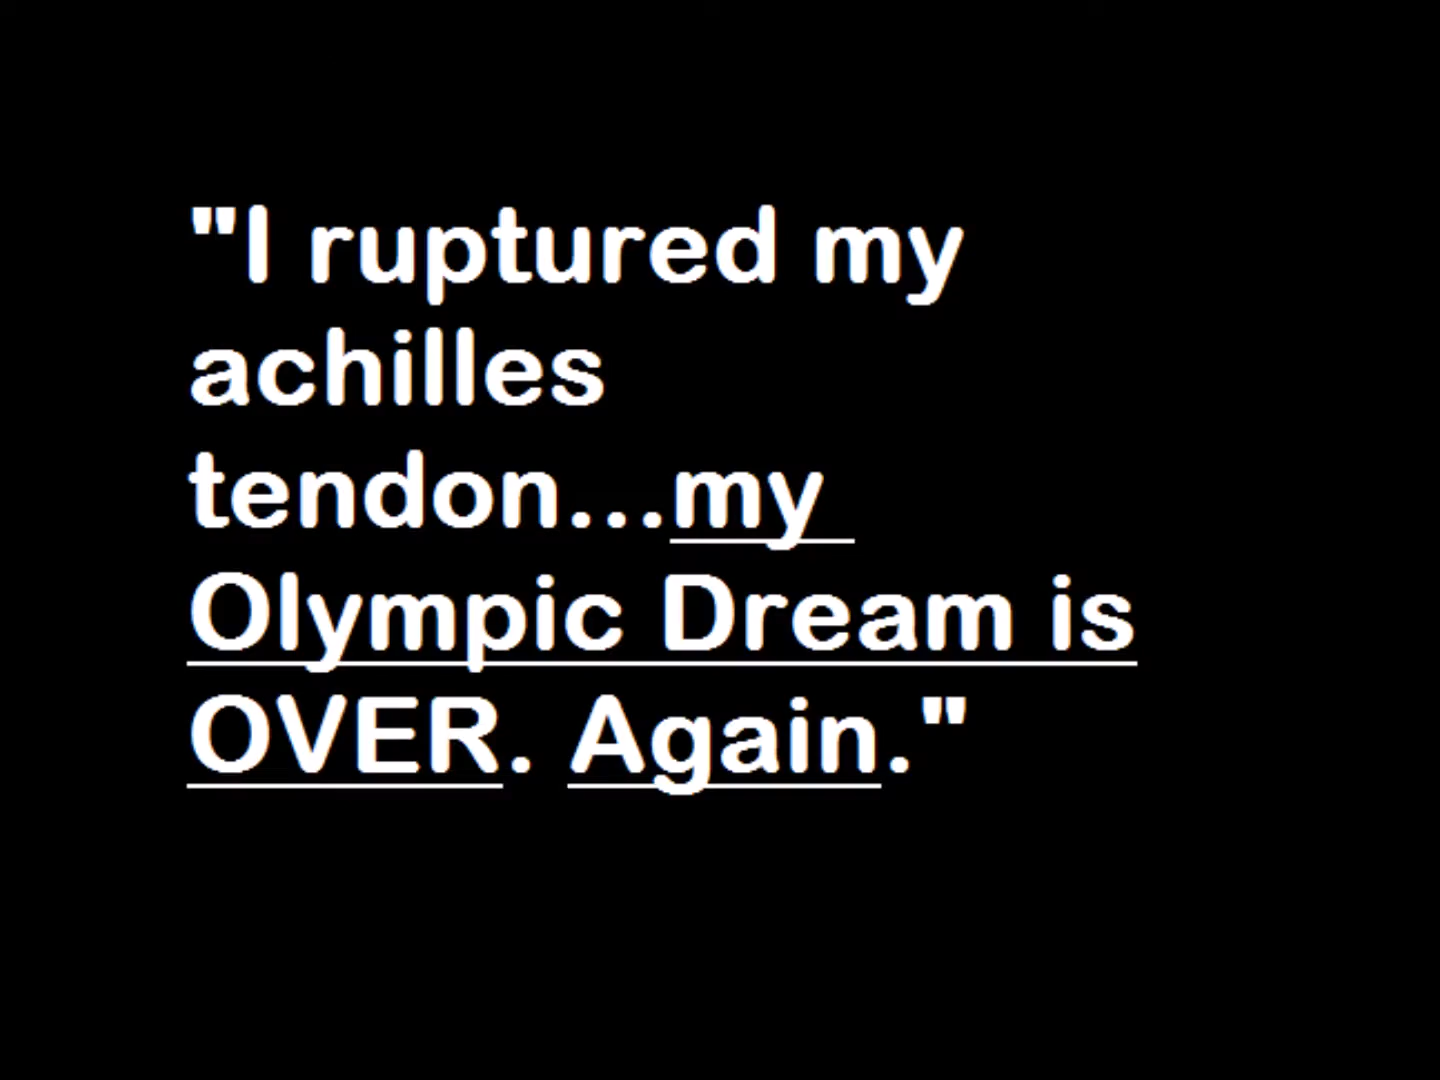 "I ruptured my
achilles
tendon...my
Olympic Dream is
OVER. Again."